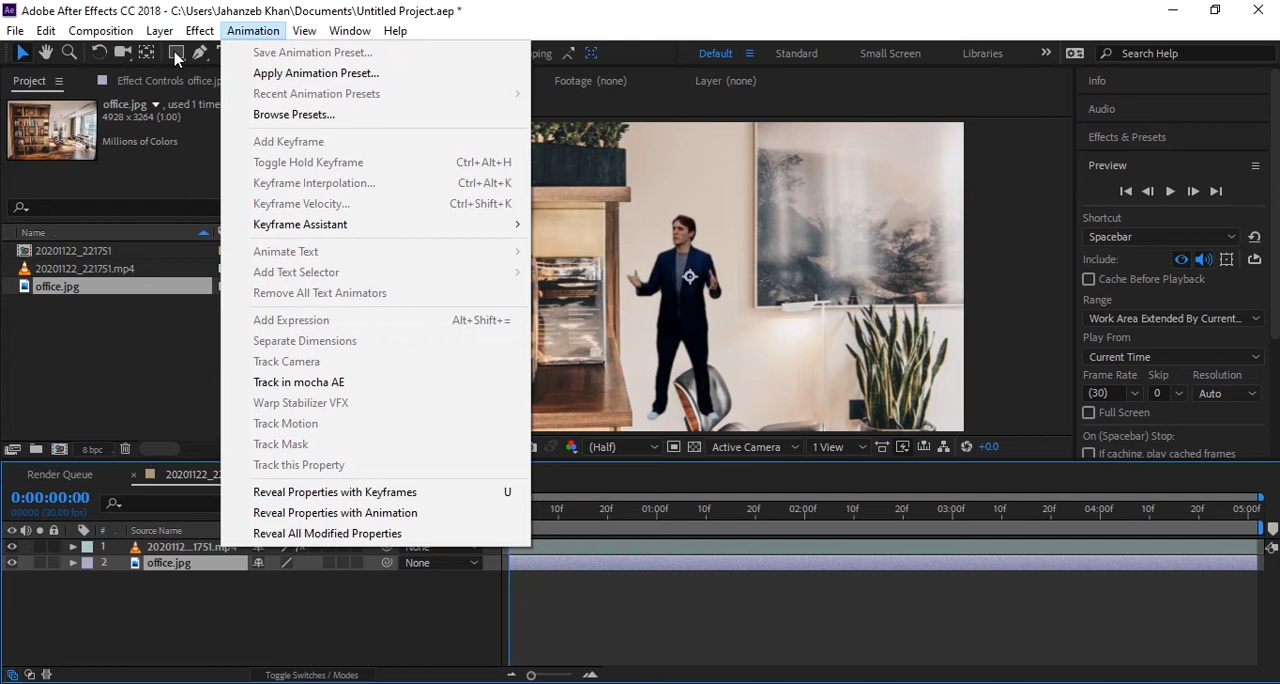 Adobe After Effects CC 2018 - C:\Users\Jahanzeb Khan\Documents\Untitled Project.aep *
File Edit Composition Layer Effect Animation View Window Help
ping Default Standard Small Screen Libraries Search Help
Project Effect Controls office.jp Footage (none) Layer (none)
office.jpg , used 1 time
4928 x 3264 (1.00)
Millions of Colors
Name
20201122_221751
20201122_221751.mp4
office.jpg
8 bpc
Save Animation Preset...
Apply Animation Preset...
Recent Animation Presets
Browse Presets...
Add Keyframe
Toggle Hold Keyframe Ctrl+Alt+H
Keyframe Interpolation... Ctrl+Alt+K
Keyframe Velocity... Ctrl+Shift+K
Keyframe Assistant
Animate Text
Add Text Selector
Remove All Text Animators
Add Expression Alt+Shift+=
Separate Dimensions
Track Camera
Track in mocha AE
Warp Stabilizer VFX
Track Motion
Track Mask
Track this Property
Reveal Properties with Keyframes U
Reveal Properties with Animation
Reveal All Modified Properties
(Half) Active Camera 1 View +0.0
Info
Audio
Effects & Presets
Preview
Shortcut
Spacebar
Include:
Cache Before Playback
Range
Work Area Extended By Current...
Play From
Current Time
Frame Rate Skip Resolution
(30) 0 Auto
Full Screen
On (Spacebar) Stop:
If caching, play cached frames
Render Queue 20201122_22
0:00:00:00
00000 (30.00 fps)
10f 20f 01:00f 10f 20f 02:00f 10f 20f 03:00f 10f 20f 04:00f 10f 20f 05:00f
# Source Name
1 2020112...1751.mp4 None
2 office.jpg None
Toggle Switches / Modes